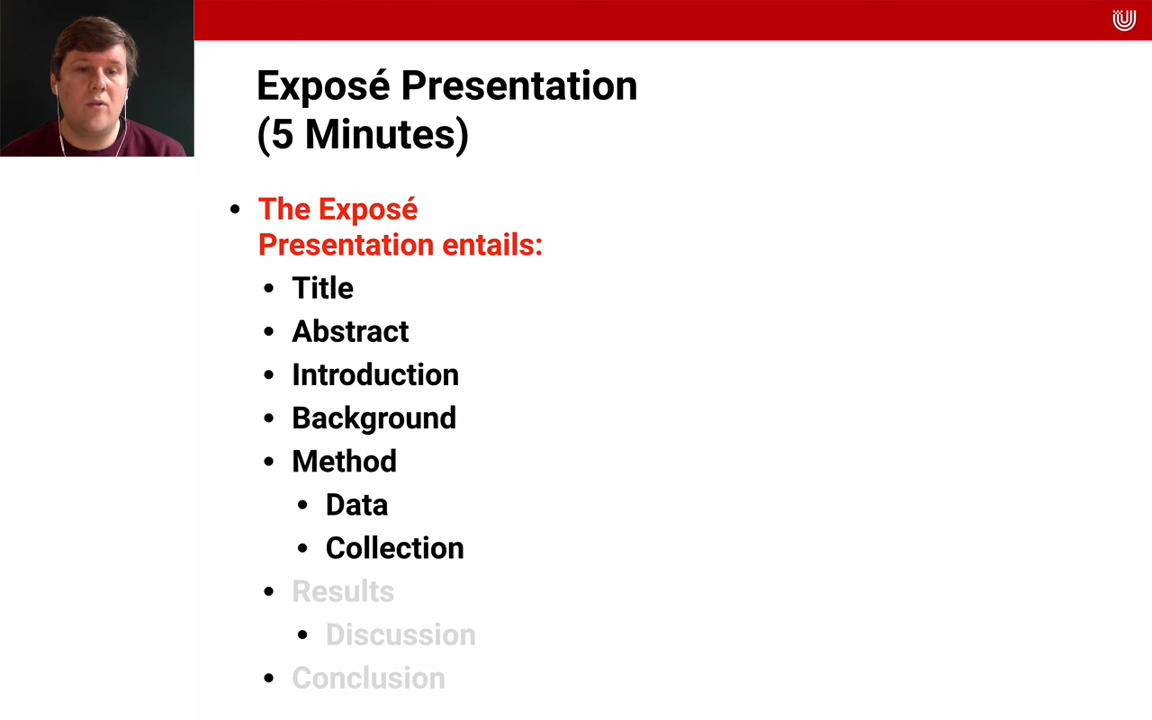 Exposé Presentation
(5 Minutes)
• The Exposé
Presentation entails:
• Title
• Abstract
• Introduction
• Background
• Method
• Data
• Collection
• Results
• Discussion
• Conclusion